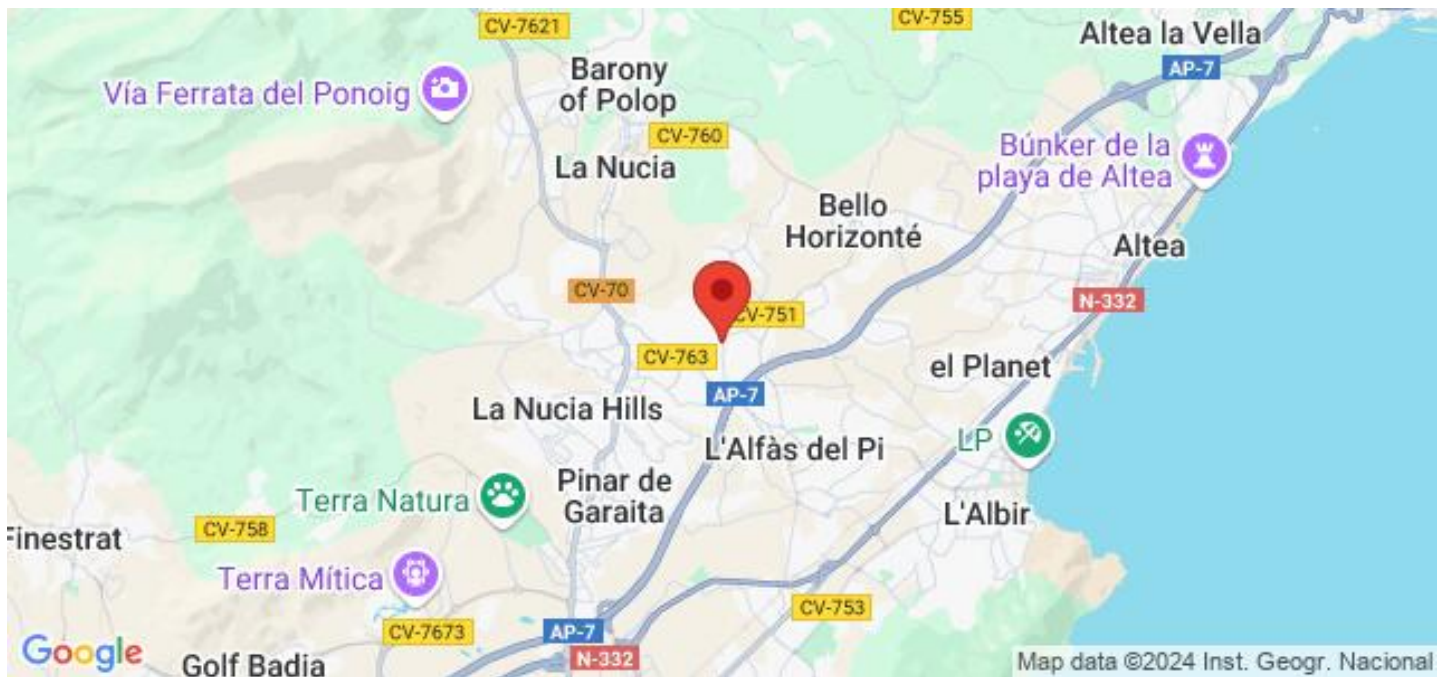 CV-7621
CV-755
Altea la Vella
AP-7
Vía Ferrata del Ponoig
Barony
of Polop
CV-760
La Nucia
Búnker de la
playa de Altea
Bello
Horizonté
Altea
CV-70
CV-751
N-332
CV-763
el Planet
AP-7
La Nucia Hills
L'Alfàs del Pi
LP
Terra Natura
Pinar de
Garaita
L'Albir
Finestrat
CV-758
Terra Mítica
CV-753
CV-7673
AP-7
N-332
Google
Golf Badia
Map data ©2024 Inst. Geogr. Nacional